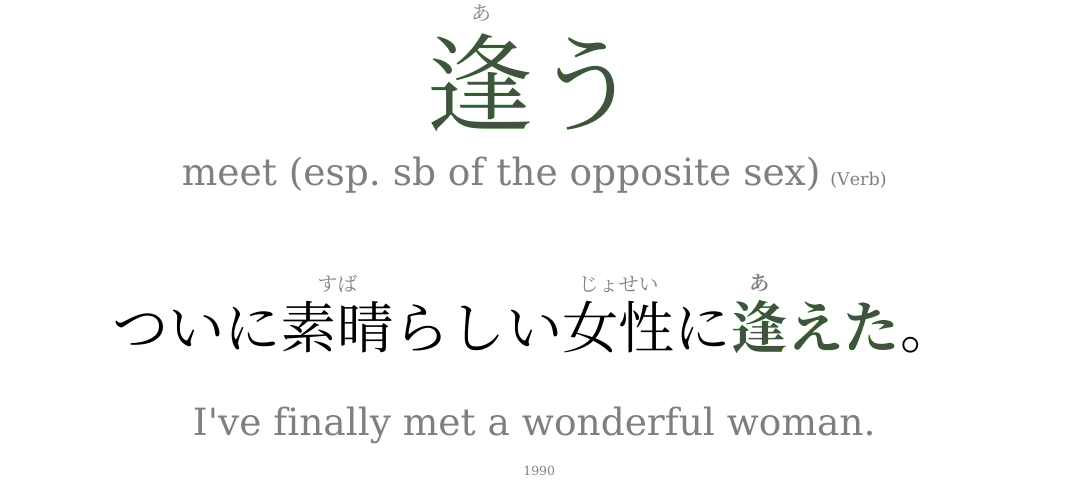 あ
逢う
meet (esp. sb of the opposite sex) (Verb)
すば じょせい あ
ついに素晴らしい女性に逢えた。
I've finally met a wonderful woman.
1990